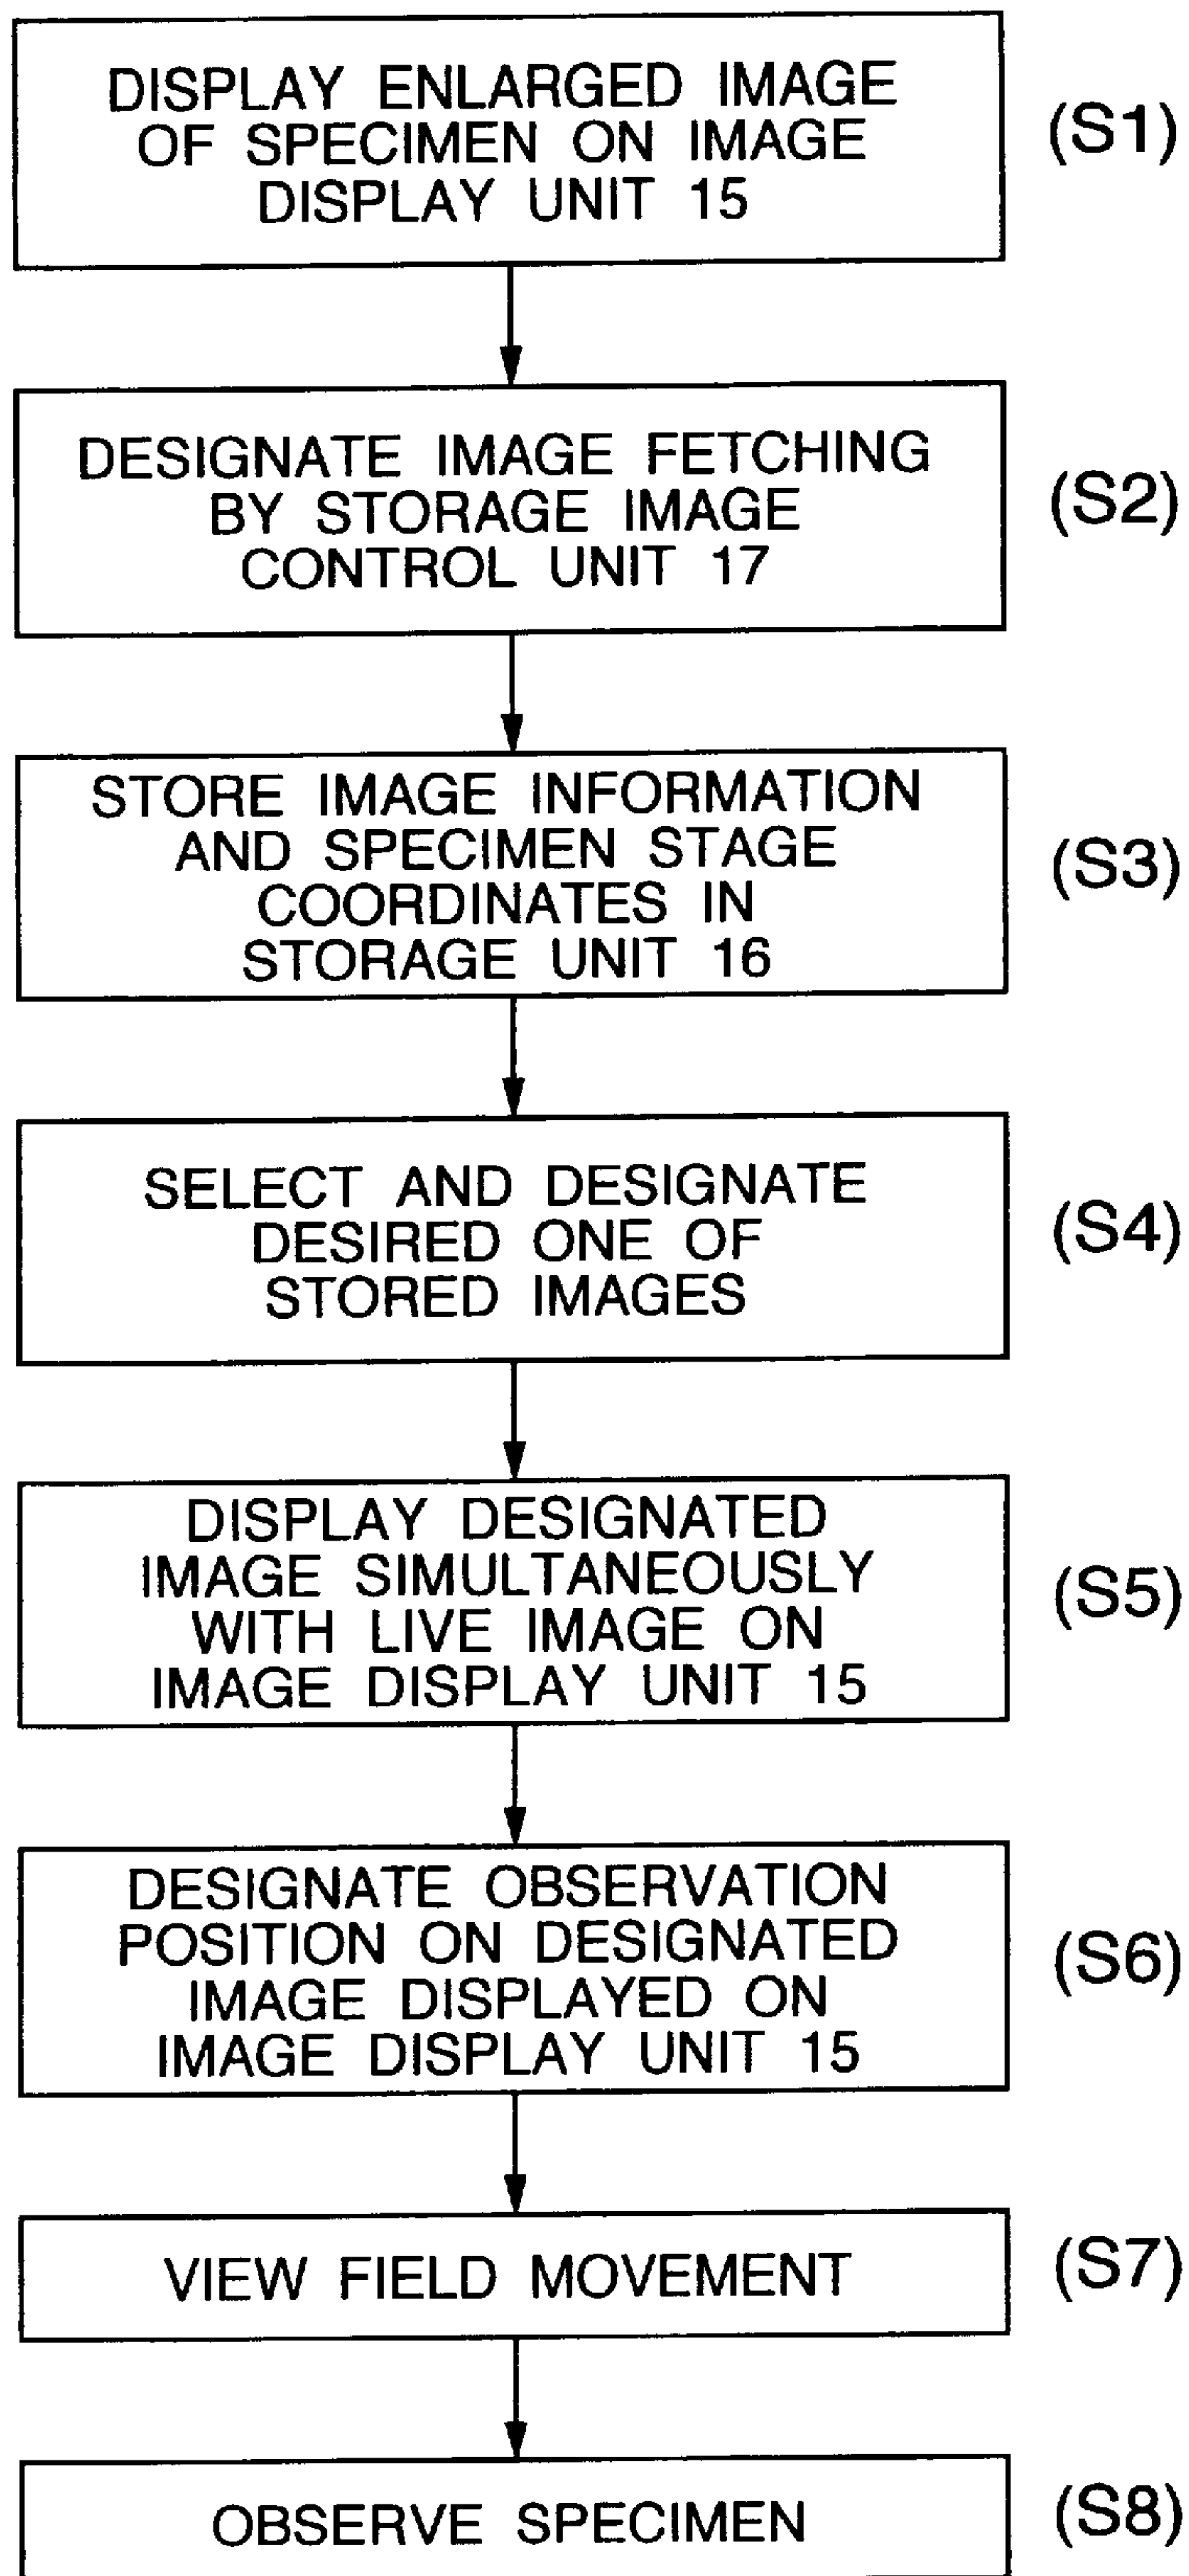 DISPLAY ENLARGED IMAGE
OF SPECIMEN ON IMAGE
DISPLAY UNIT 15
(S1)
DESIGNATE IMAGE FETCHING
BY STORAGE IMAGE
CONTROL UNIT 17
(S2)
STORE IMAGE INFORMATION
AND SPECIMEN STAGE
COORDINATES IN
STORAGE UNIT 16
(S3)
SELECT AND DESIGNATE
DESIRED ONE OF
STORED IMAGES
(S4)
DISPLAY DESIGNATED
IMAGE SIMULTANEOUSLY
WITH LIVE IMAGE ON
IMAGE DISPLAY UNIT 15
(S5)
DESIGNATE OBSERVATION
POSITION ON DESIGNATED
IMAGE DISPLAYED ON
IMAGE DISPLAY UNIT 15
(S6)
VIEW FIELD MOVEMENT
(S7)
OBSERVE SPECIMEN
(S8)